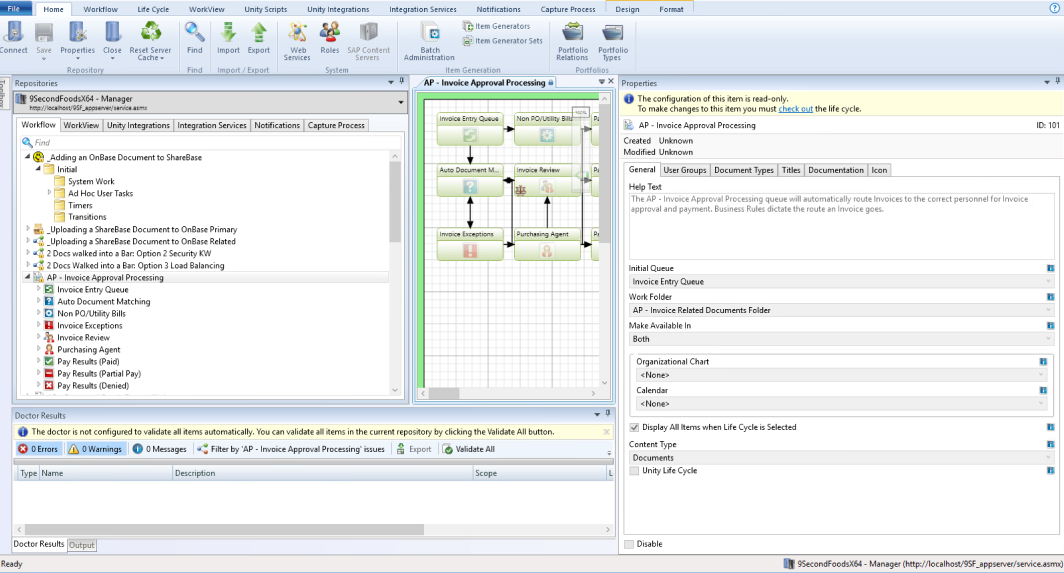 File Home Workflow Life Cycle WorkView Unity Scripts Unity Integrations Integration Services Notifications Capture Process Design Format
Connect Save Properties Close Reset Server Cache Find Import Export Web Services Roles SAP Content Servers Batch Administration Item Generators Item Generator Sets Portfolio Relations Portfolio Types
Repository Find Import / Export System Item Generation Portfolios
Toolbox
Repositories
9SecondFoodsX64 - Manager
http://localhost/9SF_appserver/service.asmx
Workflow WorkView Unity Integrations Integration Services Notifications Capture Process
Find
_Adding an OnBase Document to ShareBase
Initial
System Work
Ad Hoc User Tasks
Timers
Transitions
_Uploading a ShareBase Document to OnBase Primary
_Uploading a ShareBase Document to OnBase Related
2 Docs walked into a Bar: Option 2 Security KW
2 Docs Walked into a Bar: Option 3 Load Balancing
AP - Invoice Approval Processing
Invoice Entry Queue
Auto Document Matching
Non PO/Utility Bills
Invoice Exceptions
Invoice Review
Purchasing Agent
Pay Results (Paid)
Pay Results (Partial Pay)
Pay Results (Denied)
AP - Invoice Approval Processing
Invoice Entry Queue Non PO/Utility Bills Pa
Auto Document M... Invoice Review Pa
Invoice Exceptions Purchasing Agent Pa
Properties
The configuration of this item is read-only.
To make changes to this item you must check out the life cycle.
AP - Invoice Approval Processing ID: 101
Created Unknown
Modified Unknown
General User Groups Document Types Titles Documentation Icon
Help Text
The AP - Invoice Approval Processing queue will automatically route Invoices to the correct personnel for Invoice
approval and payment. Business Rules dictate the route an Invoice goes.
Initial Queue
Invoice Entry Queue
Work Folder
AP - Invoice Related Documents Folder
Make Available In
Both
Organizational Chart
<None>
Calendar
<None>
Display All Items when Life Cycle is Selected
Content Type
Documents
Unity Life Cycle
Disable
Doctor Results
The doctor is not configured to validate all items automatically. You can validate all items in the current repository by clicking the Validate All button.
0 Errors 0 Warnings 0 Messages Filter by 'AP - Invoice Approval Processing' issues Export Validate All
Type Name Description Scope L
Doctor Results Output
Ready 9SecondFoodsX64 - Manager (http://localhost/9SF_appserver/service.asmx)